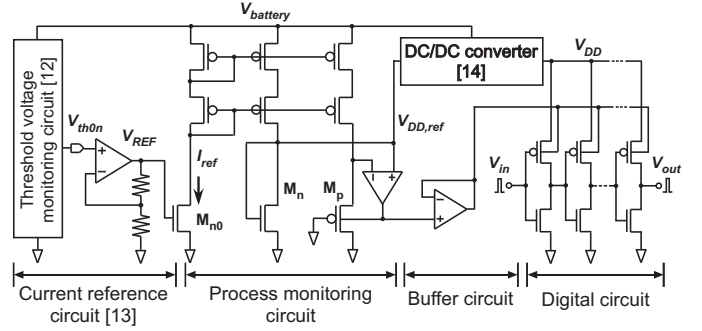 V_battery
Threshold voltage
monitoring circuit [12]
V_th0n
+
−
V_REF
I_ref
M_n0
M_n
M_p
− +
DC/DC converter
[14]
V_DD
V_DD,ref
−
+
V_in
V_out
Current reference
circuit [13]
Process monitoring
circuit
Buffer circuit
Digital circuit